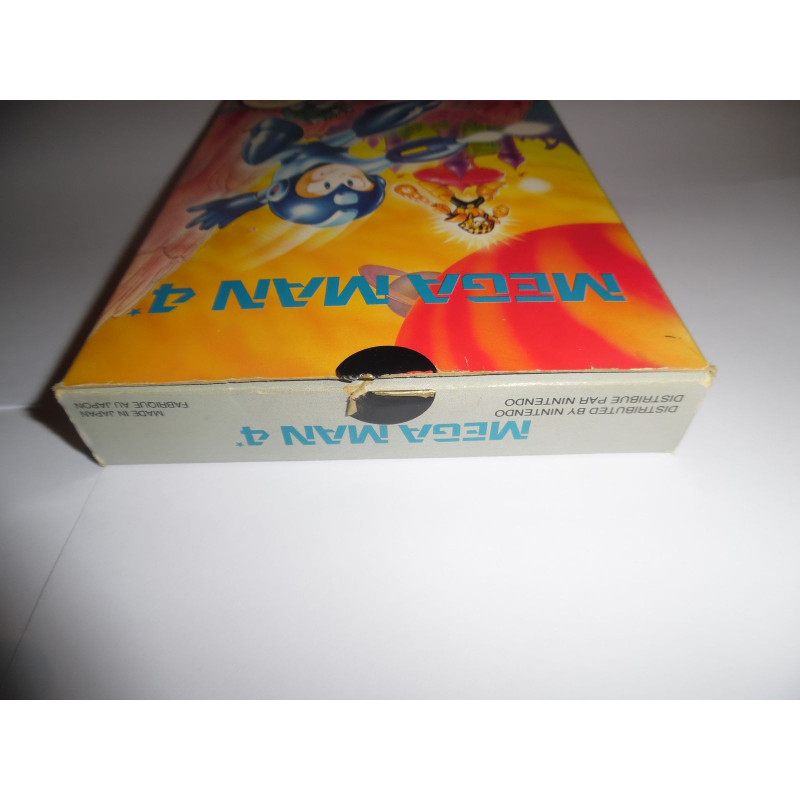 MEGA MAN 4*
DISTRIBUTED BY NINTENDO
DISTRIBUE PAR NINTENDO
MEGA MAN 4*
MADE IN JAPAN
FABRIQUE AU JAPON